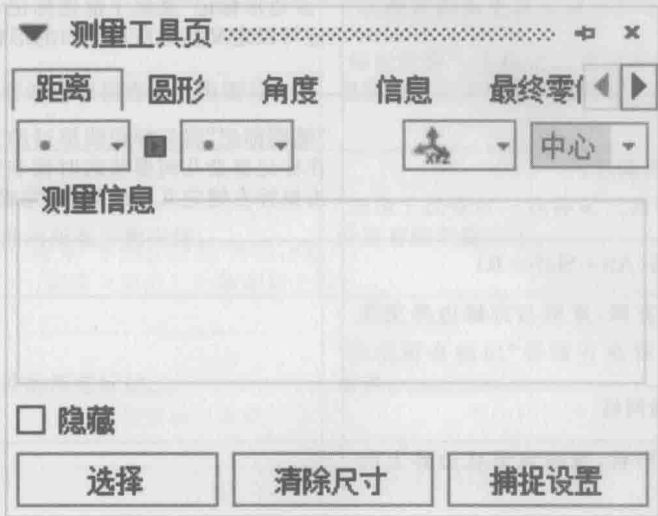 测量工具页
距离 圆形 角度 信息 最终零
XYZ 中心
测量信息
隐藏
选择 清除尺寸 捕捉设置